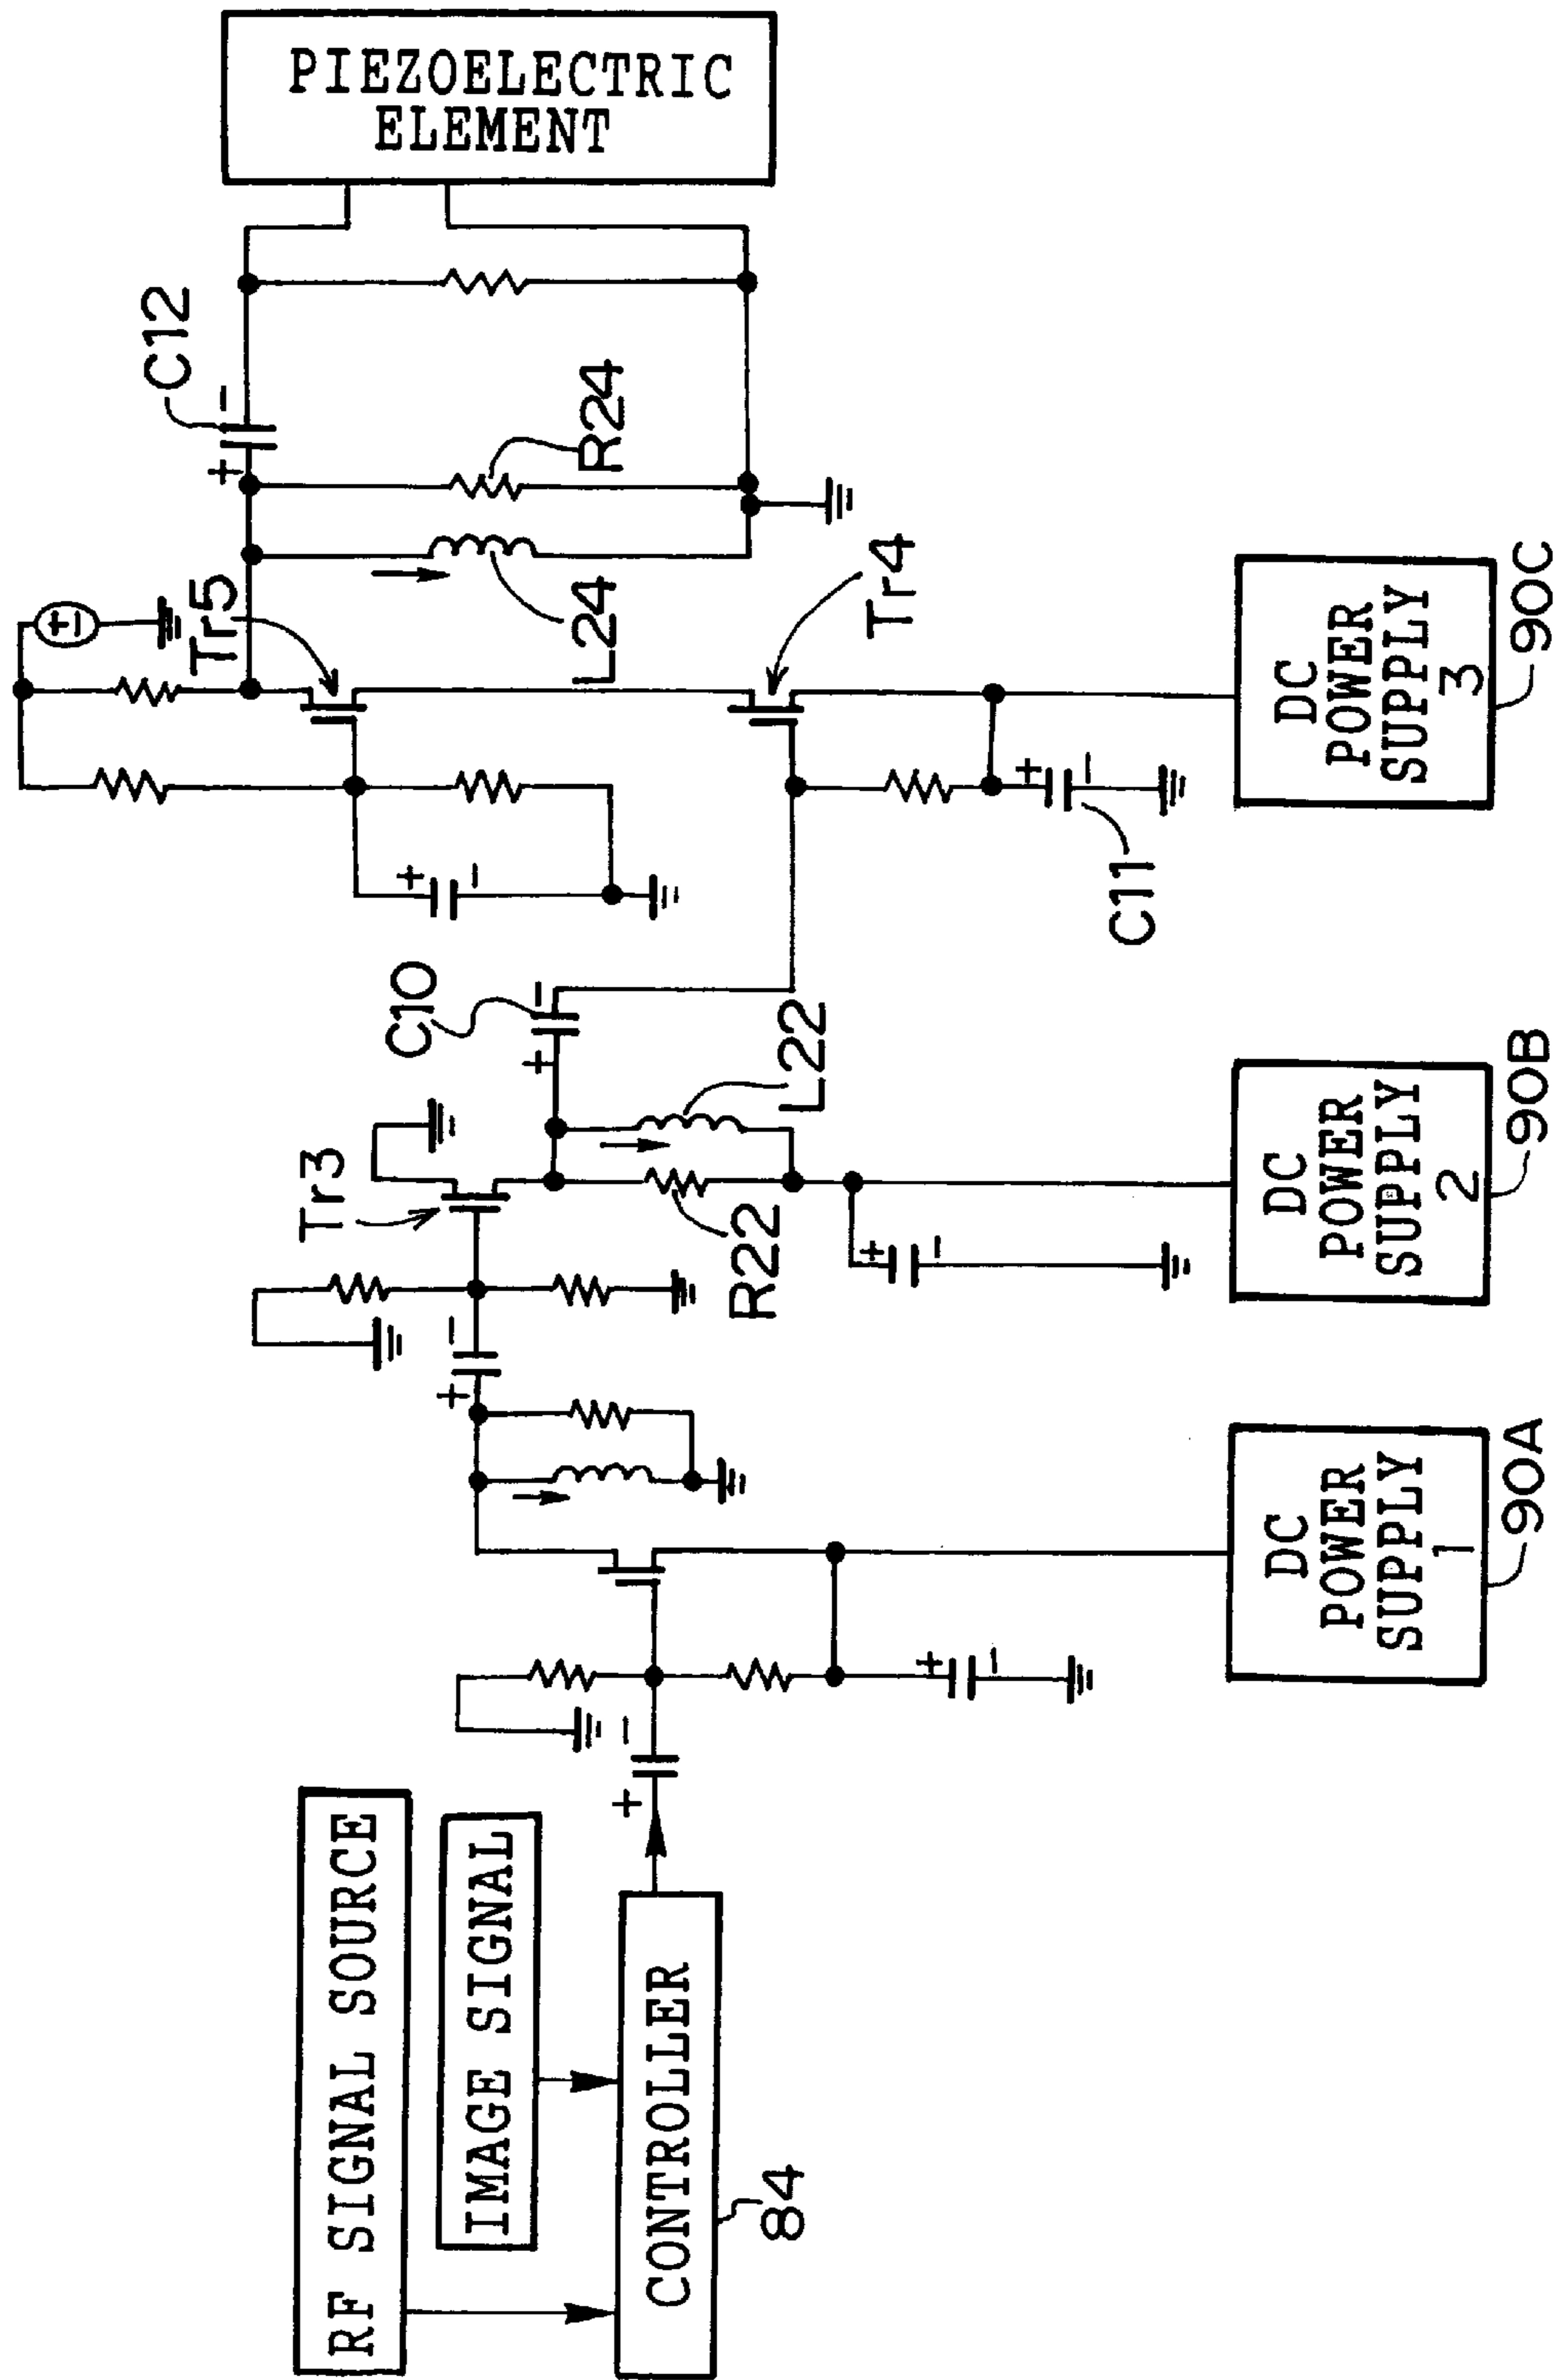 RF SIGNAL SOURCE
IMAGE SIGNAL
CONTROLLER
84
+ -
+ -
DC
POWER
SUPPLY
1
90A
+ -
Tr3
R22
L22
+ -
DC
POWER
SUPPLY
2
90B
C10
+ -
+ -
Tr5
±
Tr4
+ -
C11
DC
POWER
SUPPLY
3
90C
L24
R24
C12
+ -
PIEZOELECTRIC
ELEMENT